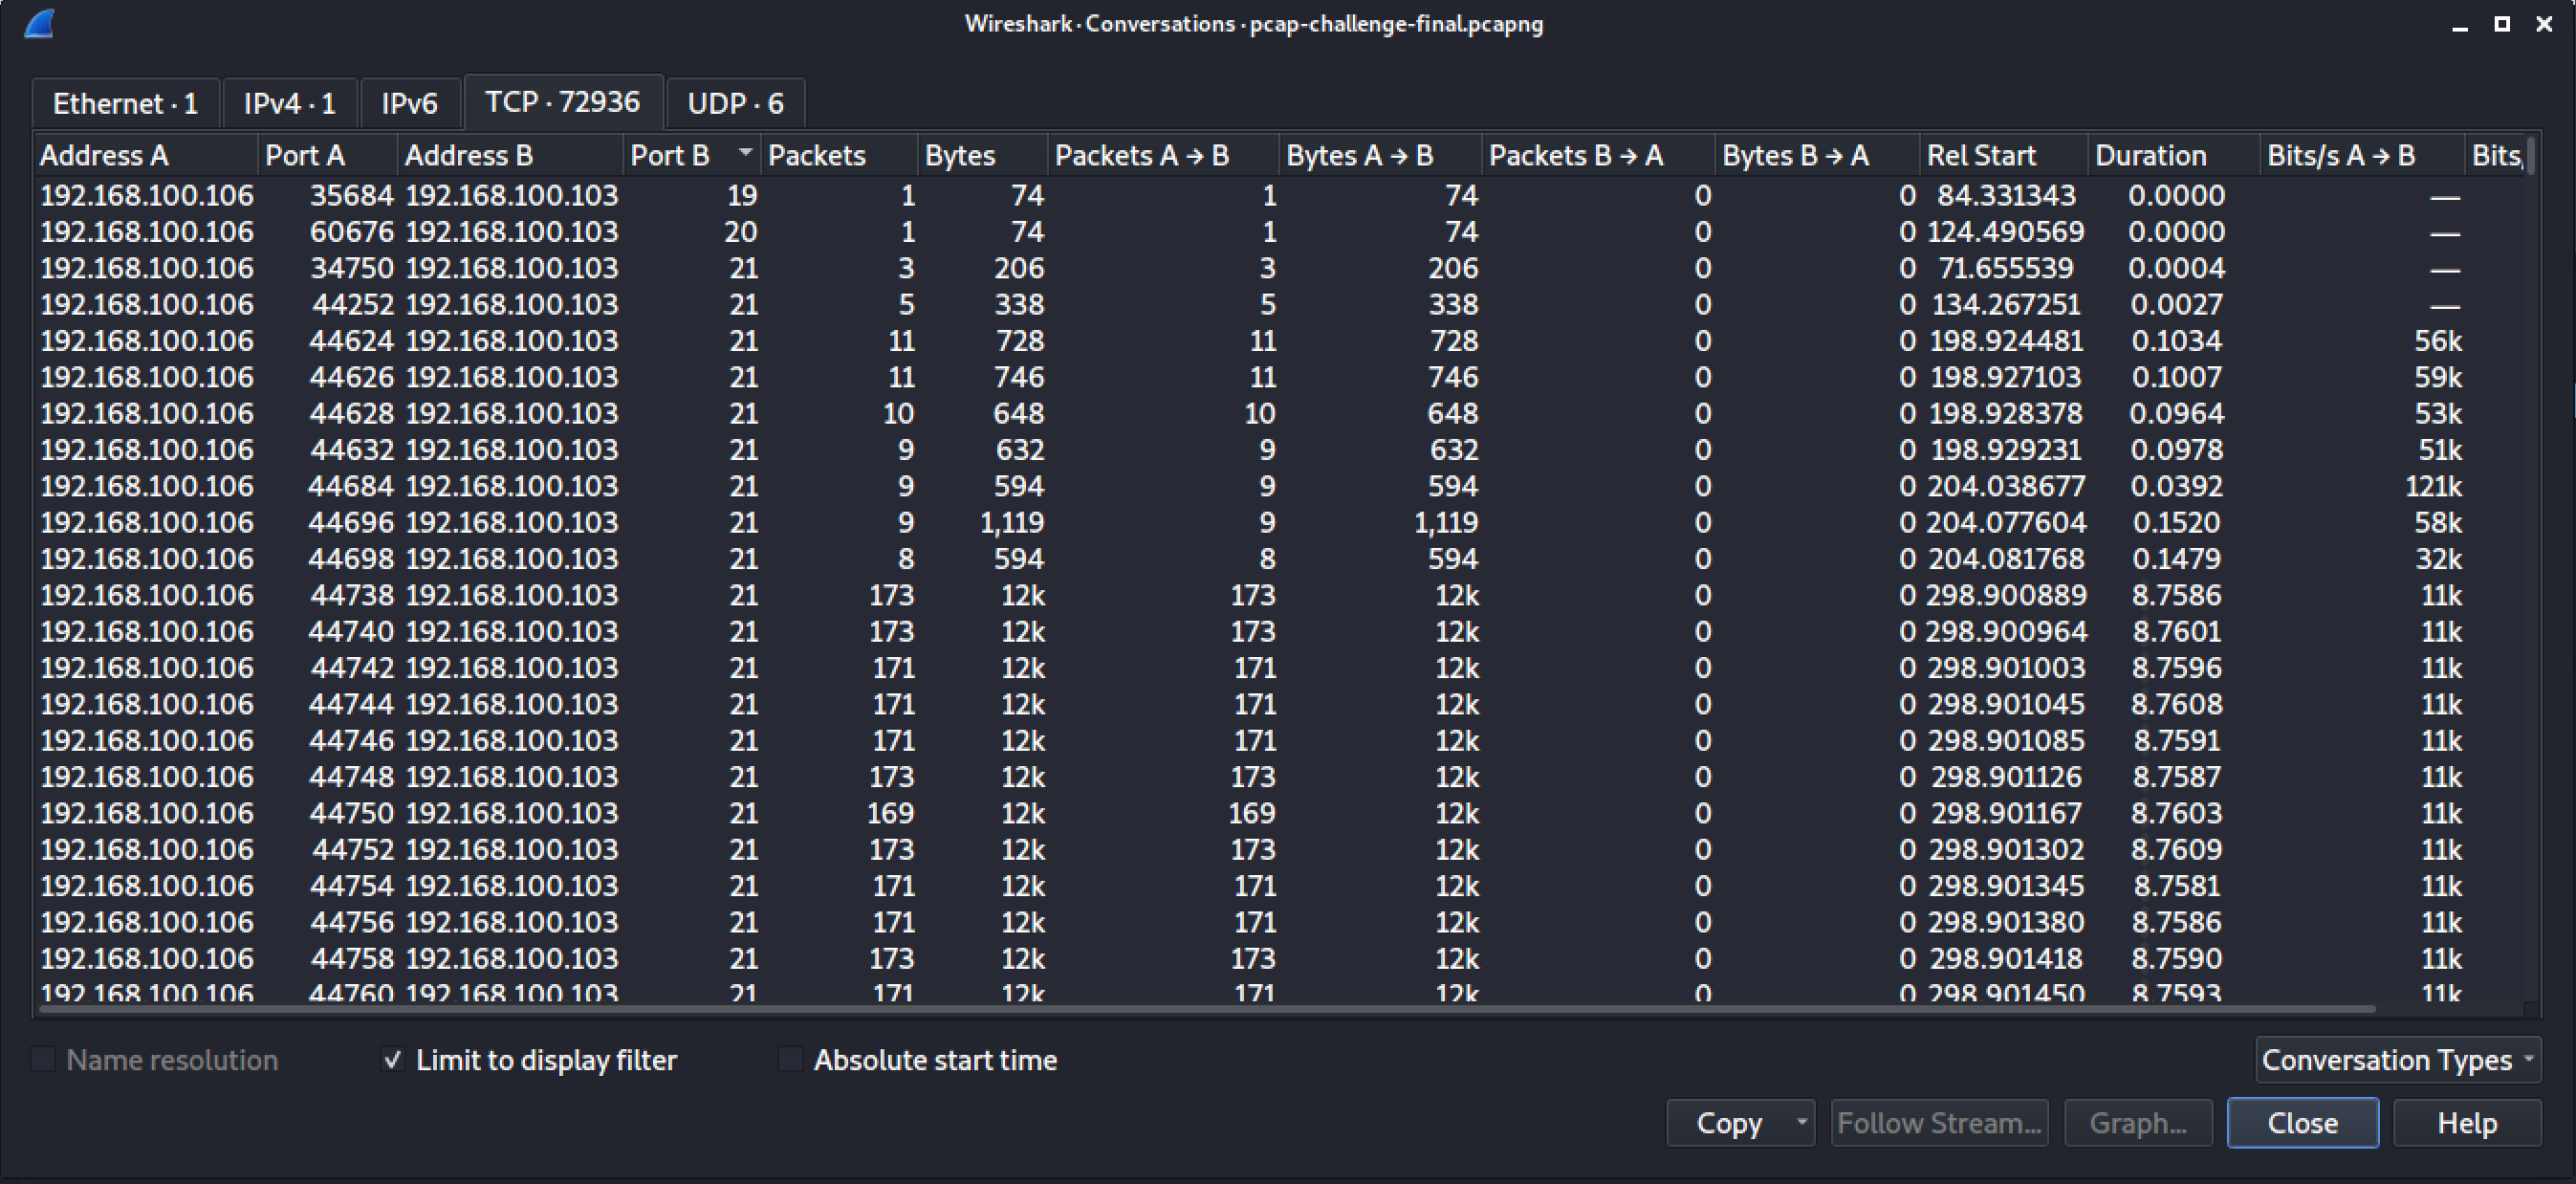 Wireshark · Conversations · pcap-challenge-final.pcapng
Ethernet · 1 IPv4 · 1 IPv6 TCP · 72936 UDP · 6
Address A Port A Address B Port B Packets Bytes Packets A → B Bytes A → B Packets B → A Bytes B → A Rel Start Duration Bits/s A → B Bits/
192.168.100.106 35684 192.168.100.103 19 1 74 1 74 0 0 84.331343 0.0000 —
192.168.100.106 60676 192.168.100.103 20 1 74 1 74 0 0 124.490569 0.0000 —
192.168.100.106 34750 192.168.100.103 21 3 206 3 206 0 0 71.655539 0.0004 —
192.168.100.106 44252 192.168.100.103 21 5 338 5 338 0 0 134.267251 0.0027 —
192.168.100.106 44624 192.168.100.103 21 11 728 11 728 0 0 198.924481 0.1034 56k
192.168.100.106 44626 192.168.100.103 21 11 746 11 746 0 0 198.927103 0.1007 59k
192.168.100.106 44628 192.168.100.103 21 10 648 10 648 0 0 198.928378 0.0964 53k
192.168.100.106 44632 192.168.100.103 21 9 632 9 632 0 0 198.929231 0.0978 51k
192.168.100.106 44684 192.168.100.103 21 9 594 9 594 0 0 204.038677 0.0392 121k
192.168.100.106 44696 192.168.100.103 21 9 1,119 9 1,119 0 0 204.077604 0.1520 58k
192.168.100.106 44698 192.168.100.103 21 8 594 8 594 0 0 204.081768 0.1479 32k
192.168.100.106 44738 192.168.100.103 21 173 12k 173 12k 0 0 298.900889 8.7586 11k
192.168.100.106 44740 192.168.100.103 21 173 12k 173 12k 0 0 298.900964 8.7601 11k
192.168.100.106 44742 192.168.100.103 21 171 12k 171 12k 0 0 298.901003 8.7596 11k
192.168.100.106 44744 192.168.100.103 21 171 12k 171 12k 0 0 298.901045 8.7608 11k
192.168.100.106 44746 192.168.100.103 21 171 12k 171 12k 0 0 298.901085 8.7591 11k
192.168.100.106 44748 192.168.100.103 21 173 12k 173 12k 0 0 298.901126 8.7587 11k
192.168.100.106 44750 192.168.100.103 21 169 12k 169 12k 0 0 298.901167 8.7603 11k
192.168.100.106 44752 192.168.100.103 21 173 12k 173 12k 0 0 298.901302 8.7609 11k
192.168.100.106 44754 192.168.100.103 21 171 12k 171 12k 0 0 298.901345 8.7581 11k
192.168.100.106 44756 192.168.100.103 21 171 12k 171 12k 0 0 298.901380 8.7586 11k
192.168.100.106 44758 192.168.100.103 21 173 12k 173 12k 0 0 298.901418 8.7590 11k
192.168.100.106 44760 192.168.100.103 21 171 12k 171 12k 0 0 298.901450 8.7593 11k
Name resolution Limit to display filter Absolute start time Conversation Types
Copy Follow Stream... Graph... Close Help